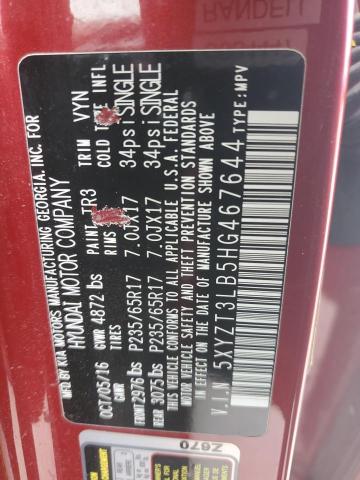 MFD. BY KIA MOTORS MANUFACTURING GEORGIA, INC. FOR
HYUNDAI MOTOR COMPANY
OCT/05/16 PAINT TR3 TRIM VYN
GVWR 4872 lbs
GAWR TIRES COLD INFL
FRT 2976 lbs P235/65R17 7.0JX17 34psi SINGLE
REAR 3075 lbs P235/65R17 7.0JX17 34psi SINGLE
THIS VEHICLE CONFORMS TO ALL APPLICABLE U.S.A. FEDERAL
MOTOR VEHICLE SAFETY, BUMPER, AND THEFT PREVENTION
STANDARDS IN EFFECT ON THE DATE OF MANUFACTURE SHOWN ABOVE.
V.I.N 5XYZT3LB5HG467644 TYPE:MPV
Z670
RANDELL